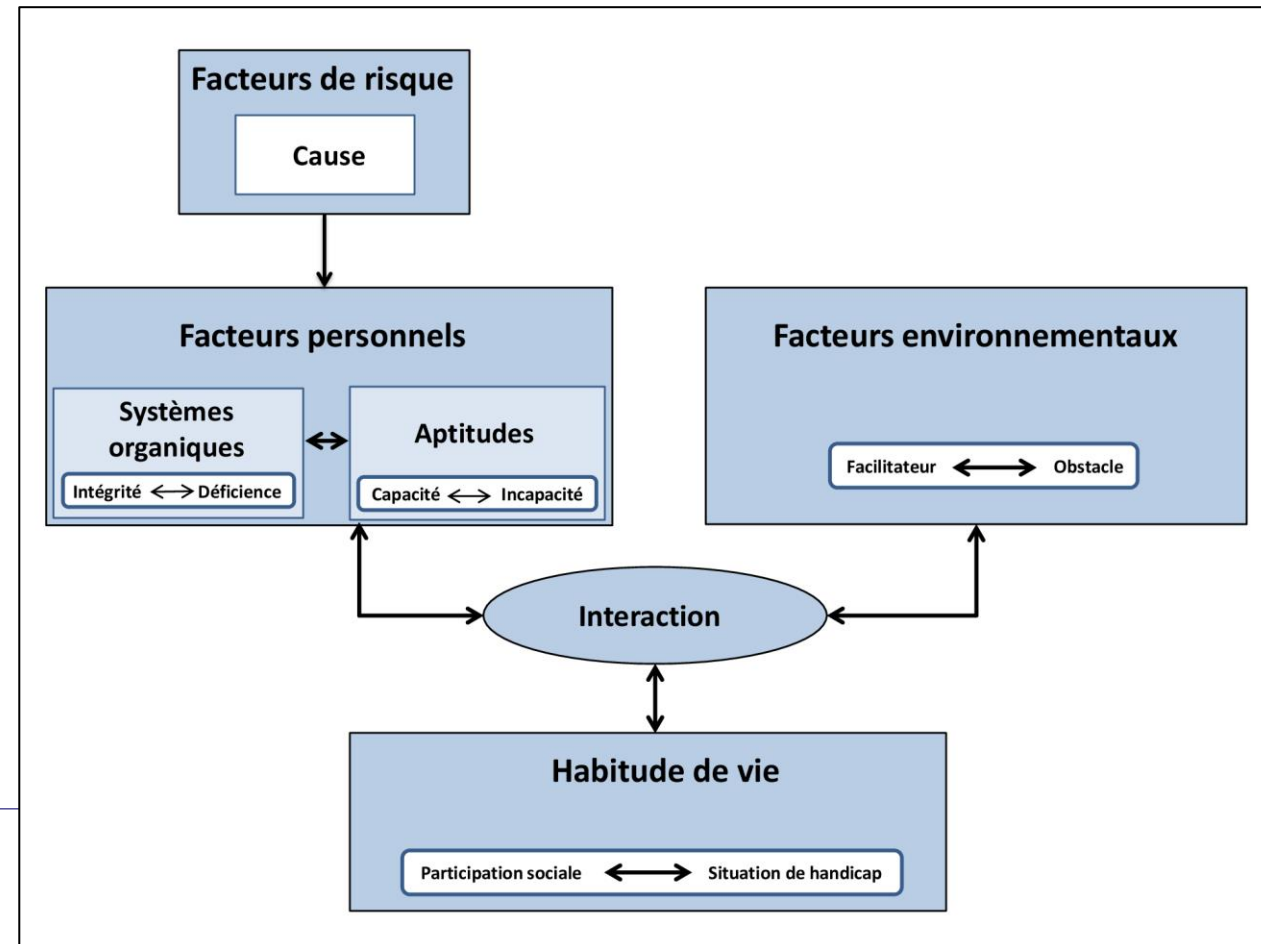 Facteurs de risque
Cause
Facteurs personnels
Systèmes
organiques
Intégrité
Déficience
Aptitudes
Capacité
Incapacité
Facteurs environnementaux
Facilitateur
Obstacle
Interaction
Habitude de vie
Participation sociale
Situation de handicap